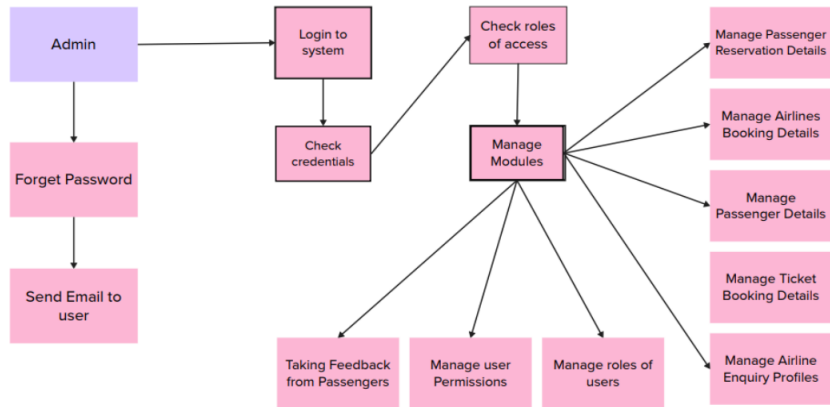 Admin
Login to
system
Check roles
of access
Manage Passenger
Reservation Details
Check
credentials
Manage
Modules
Manage Airlines
Booking Details
Forget Password
Manage
Passenger Details
Send Email to
user
Manage Ticket
Booking Details
Taking Feedback
from Passengers
Manage user
Permissions
Manage roles of
users
Manage Airline
Enquiry Profiles